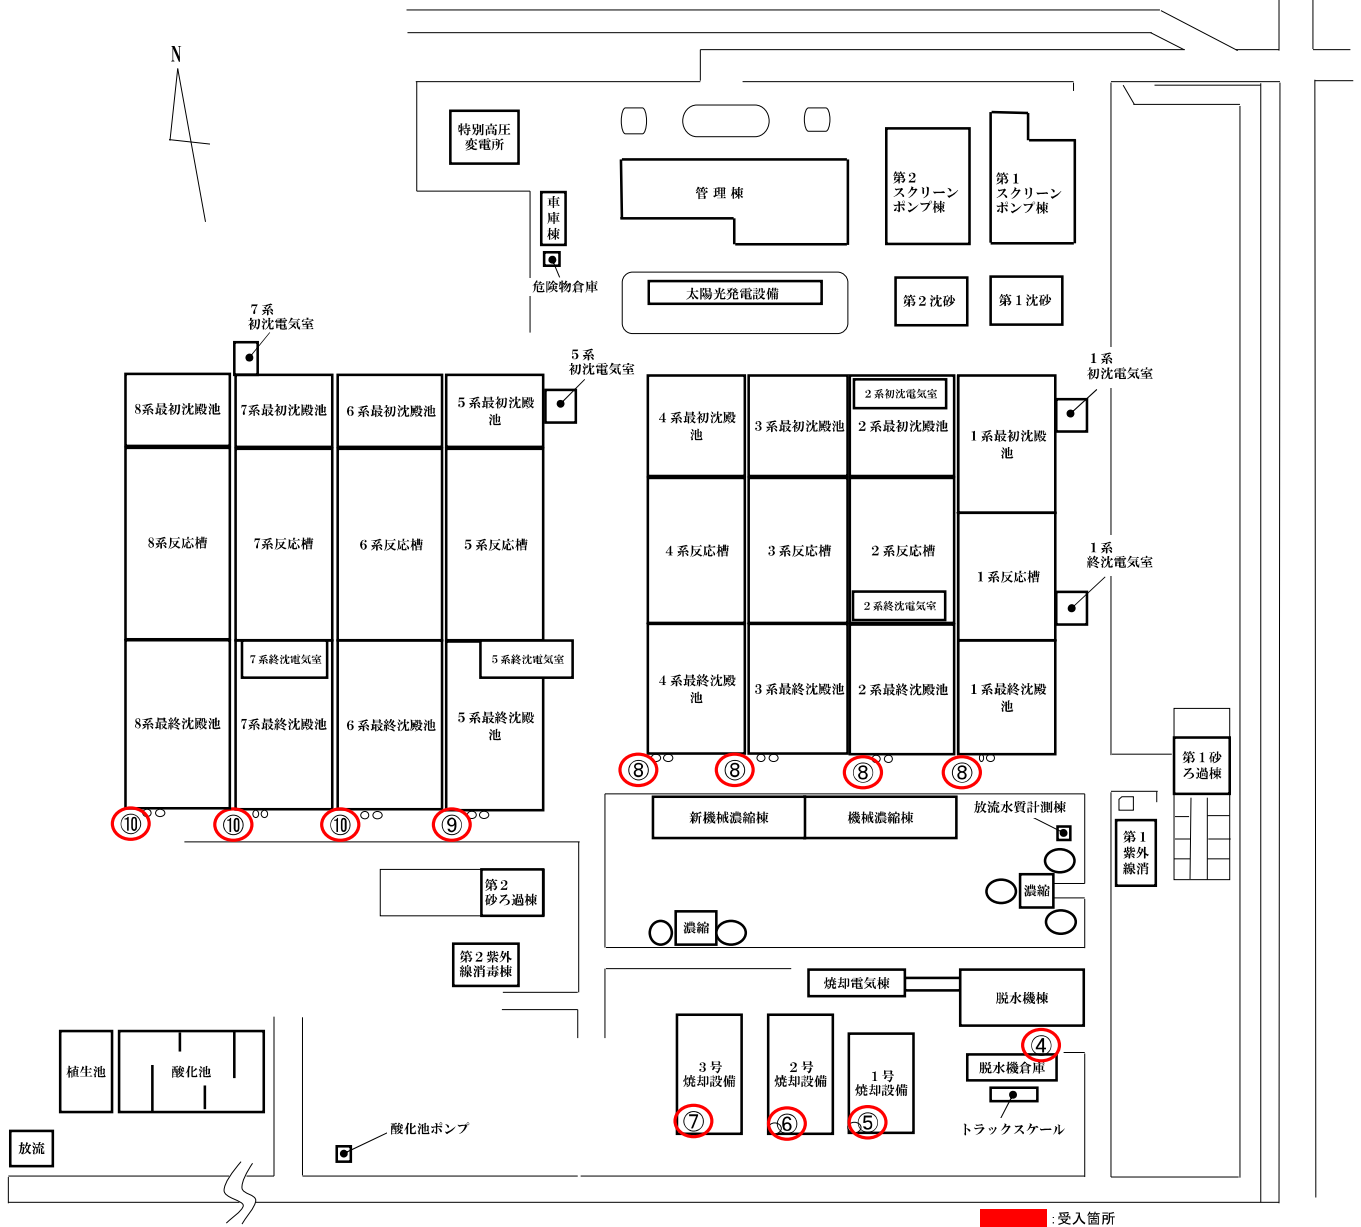 N
特別高圧
変電所
管 理 棟
第２
スクリーン
ポンプ棟
第１
スクリーン
ポンプ棟
車
庫
棟
危険物倉庫
太陽光発電設備
第２沈砂
第１沈砂
７系
初沈電気室
５系
初沈電気室
１系
初沈電気室
8系最初沈殿池
7系最初沈殿池
６系最初沈殿池
５系最初沈殿
池
４系最初沈殿
池
３系最初沈殿池
２系初沈電気室
２系最初沈殿池
１系最初沈殿
池
8系反応槽
7系反応槽
６系反応槽
５系反応槽
４系反応槽
３系反応槽
２系反応槽
１系反応槽
１系
終沈電気室
２系終沈電気室
７系終沈電気室
５系終沈電気室
8系最終沈殿池
7系最終沈殿池
６系最終沈殿池
５系最終沈殿
池
４系最終沈殿
池
３系最終沈殿池
２系最終沈殿池
１系最終沈殿
池
第１砂
ろ過棟
⑧
⑧
⑧
⑧
⑩
⑩
⑩
⑨
新機械濃縮棟
機械濃縮棟
放流水質計測棟
第１
紫外
線消
第２
砂ろ過棟
濃縮
濃縮
第２紫外
線消毒棟
焼却電気棟
脱水機棟
④
脱水機倉庫
トラックスケール
３号
焼却設備
⑦
２号
焼却設備
⑥
１号
焼却設備
⑤
植生池
酸化池
放流
酸化池ポンプ
：受入箇所